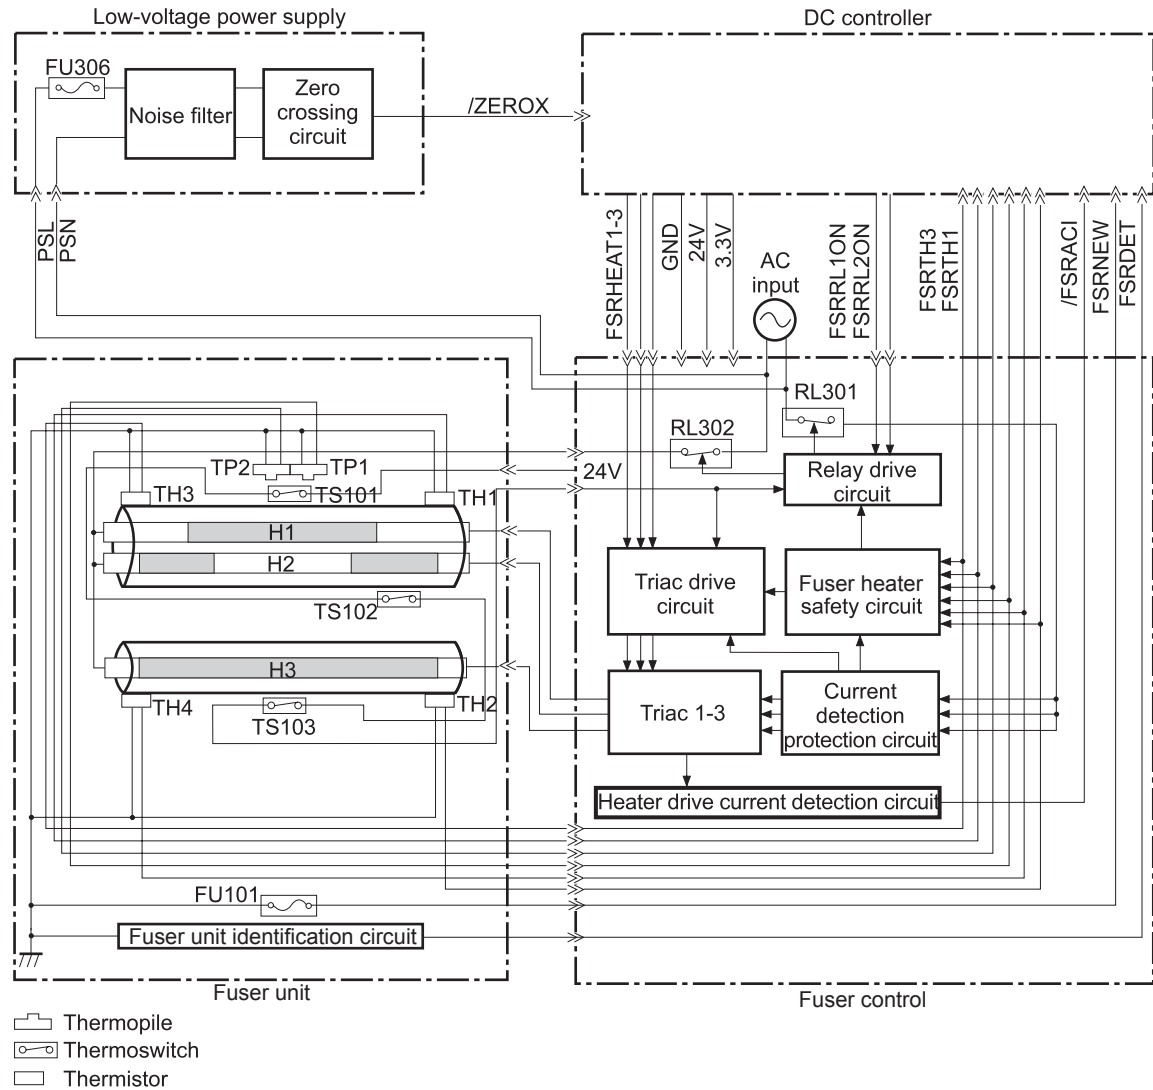 Low-voltage power supply
DC controller
FU306
Noise filter
Zero
crossing
circuit
/ZEROX
PSL
PSN
FSRHEAT1-3
GND
24V
3.3V
AC
input
FSRRL1ON
FSRRL2ON
FSRTH3
FSRTH1
/FSRACI
FSRNEW
FSRDET
RL301
RL302
24V
Relay drive
circuit
TP2
TP1
TH3
TS101
TH1
H1
H2
TS102
H3
TH4
TS103
TH2
Triac drive
circuit
Fuser heater
safety circuit
Triac 1-3
Current
detection
protection circuit
Heater drive current detection circuit
FU101
Fuser unit identification circuit
Fuser unit
Fuser control
Thermopile
Thermoswitch
Thermistor